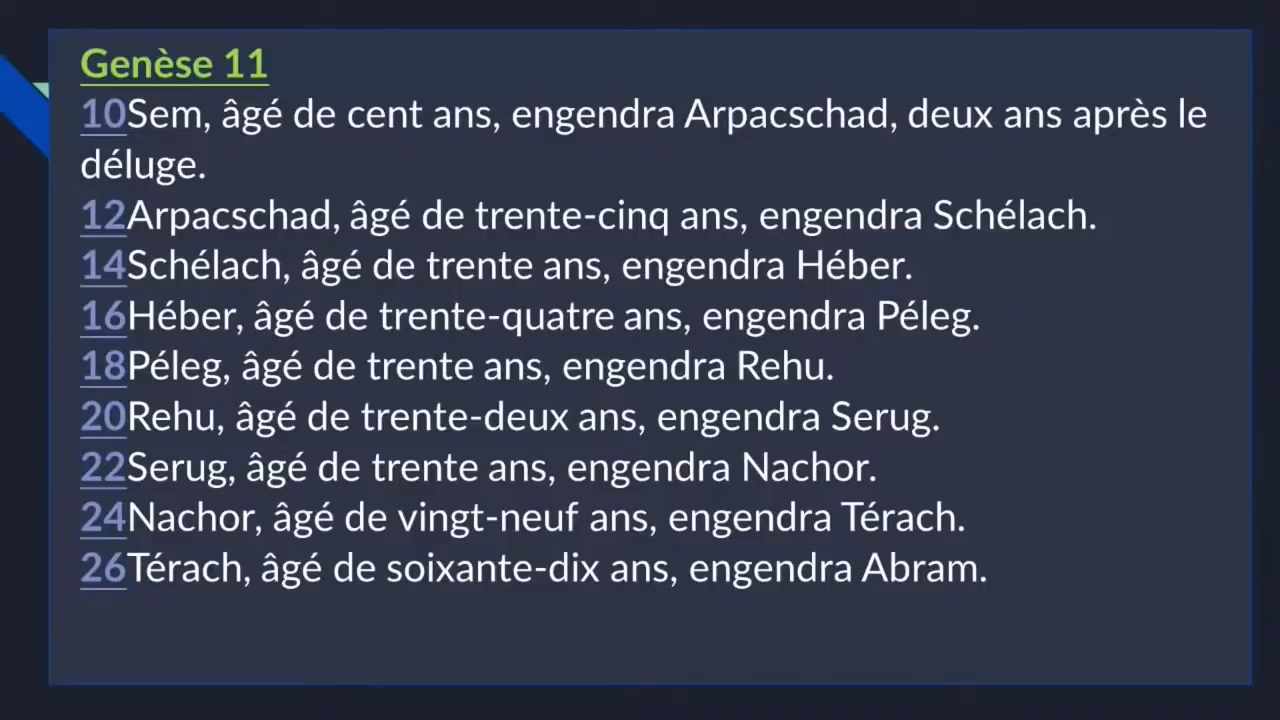 Genèse 11
10Sem, âgé de cent ans, engendra Arpacschad, deux ans après le
déluge.
12Arpacschad, âgé de trente-cinq ans, engendra Schélach.
14Schélach, âgé de trente ans, engendra Héber.
16Héber, âgé de trente-quatre ans, engendra Péleg.
18Péleg, âgé de trente ans, engendra Rehu.
20Rehu, âgé de trente-deux ans, engendra Serug.
22Serug, âgé de trente ans, engendra Nachor.
24Nachor, âgé de vingt-neuf ans, engendra Térach.
26Térach, âgé de soixante-dix ans, engendra Abram.